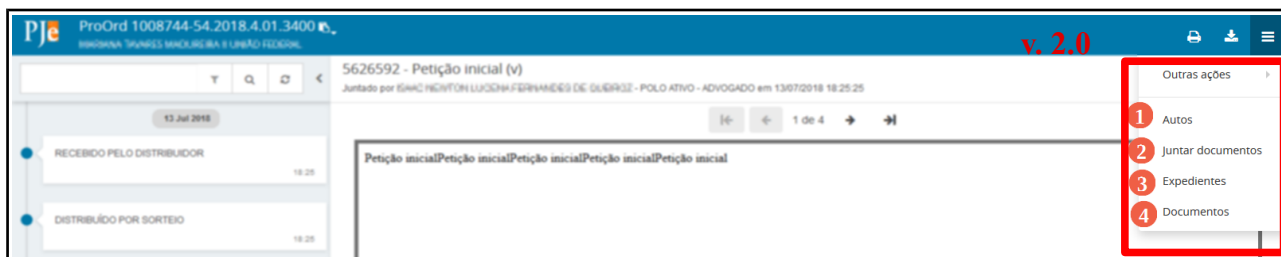 PJe
ProOrd 1008744-54.2018.4.01.3400
v. 2.0
5626592 - Petição inicial (v)
Juntado por - POLO ATIVO - ADVOGADO em 13/07/2018 18:25:25
13 Jul 2018
1 de 4
RECEBIDO PELO DISTRIBUIDOR
18:25
Petição inicialPetição inicialPetição inicialPetição inicialPetição inicial
DISTRIBUÍDO POR SORTEIO
18:25
Outras ações
1 Autos
2 Juntar documentos
3 Expedientes
4 Documentos